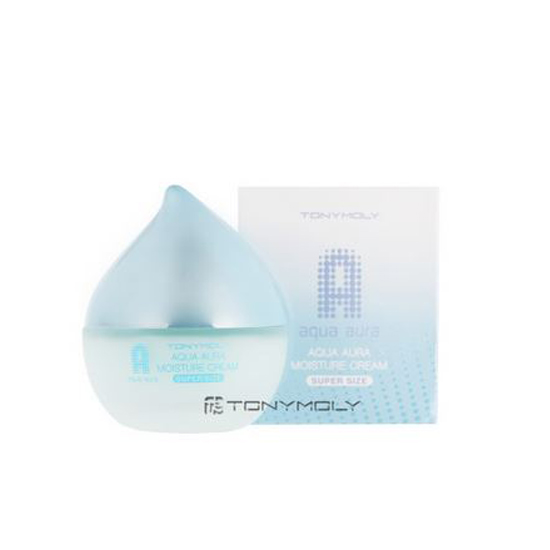 TONYMOLY
A
aqua aura
AQUA AURA
MOISTURE CREAM
SUPER SIZE
TONYMOLY
A
AQUA AURA
MOISTURE CREAM
SUPER SIZE
TONYMOLY